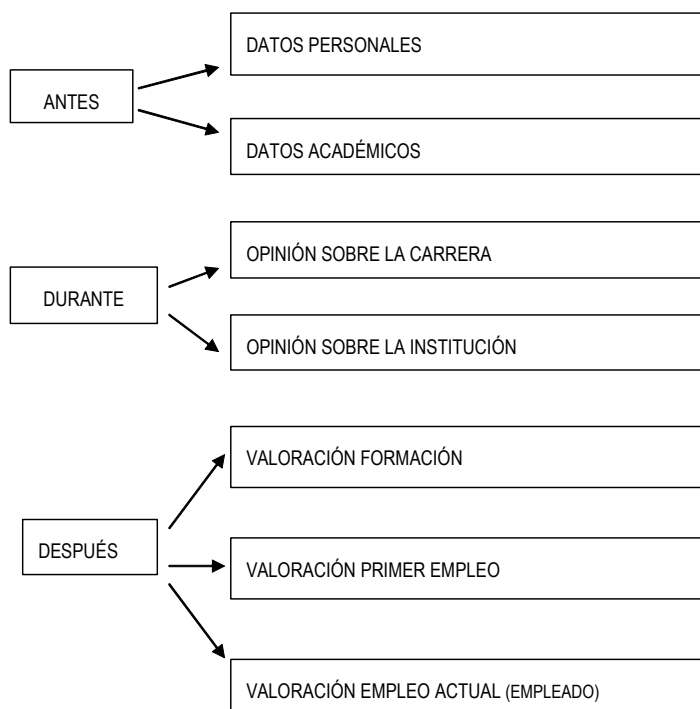 ANTES
DATOS PERSONALES
DATOS ACADÉMICOS
DURANTE
OPINIÓN SOBRE LA CARRERA
OPINIÓN SOBRE LA INSTITUCIÓN
DESPUÉS
VALORACIÓN FORMACIÓN
VALORACIÓN PRIMER EMPLEO
VALORACIÓN EMPLEO ACTUAL (EMPLEADO)